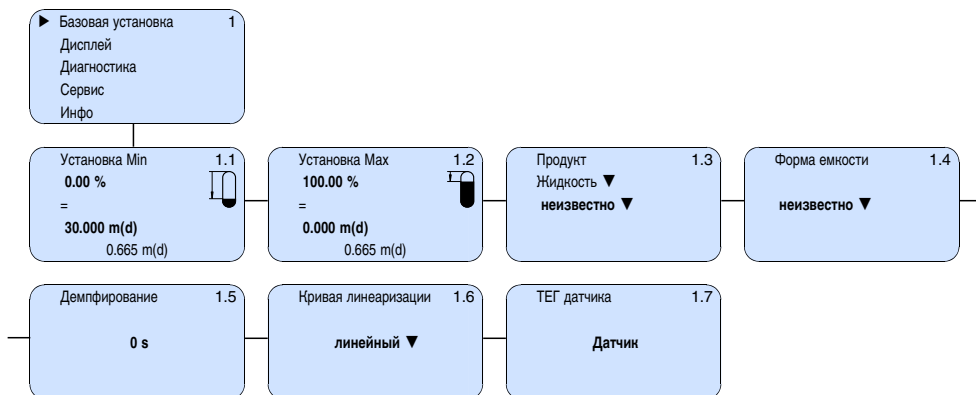 ▶ Базовая установка 1
Дисплей
Диагностика
Сервис
Инфо
Установка Min 1.1
0.00 %
=
30.000 m(d)
0.665 m(d)
Установка Max 1.2
100.00 %
=
0.000 m(d)
0.665 m(d)
Продукт 1.3
Жидкость ▼
неизвестно ▼
Форма емкости 1.4
неизвестно ▼
Демпфирование 1.5
0 s
Кривая линеаризации 1.6
линейный ▼
ТЕГ датчика 1.7
Датчик